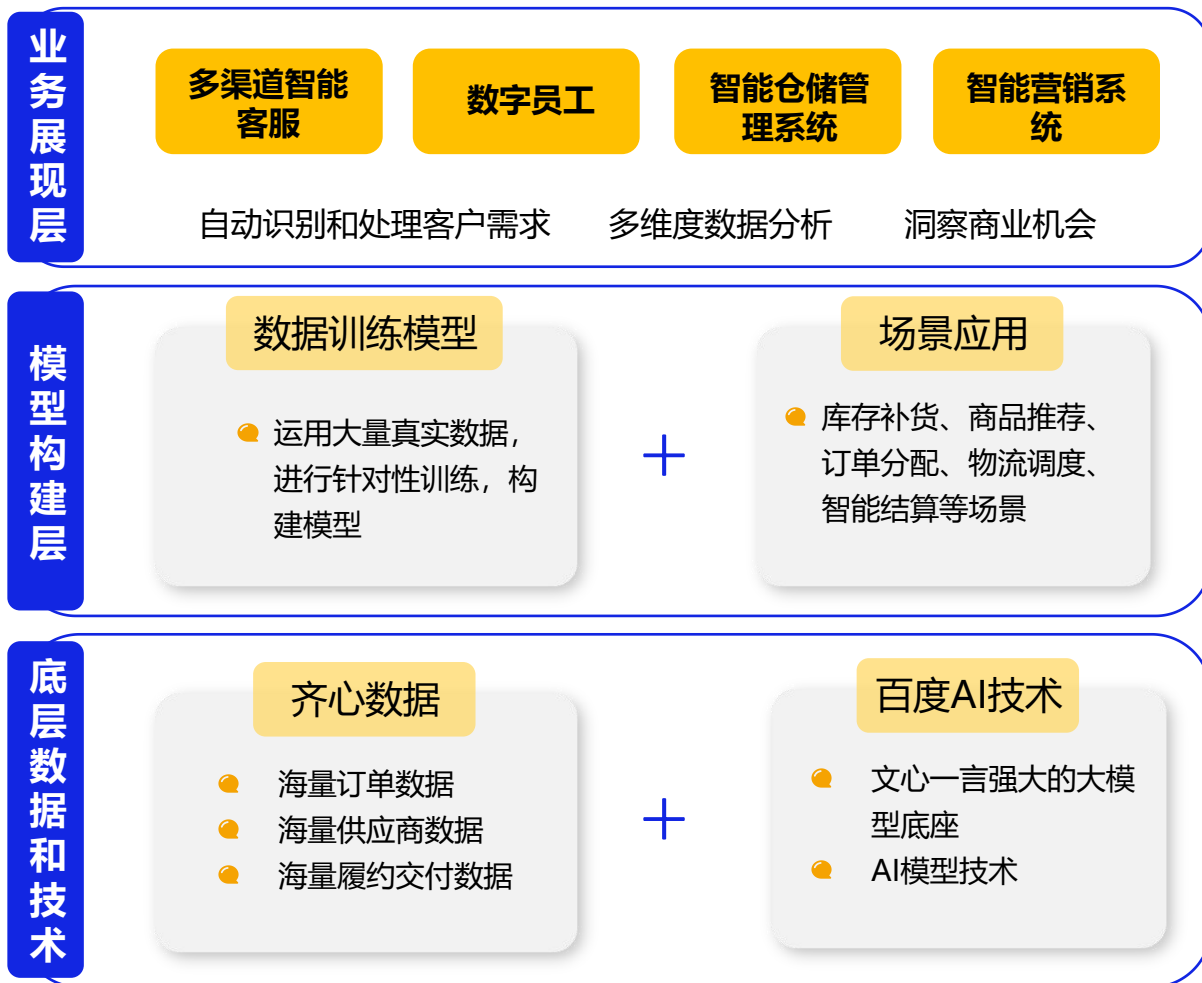 业务展现层
多渠道智能
客服
数字员工
智能仓储管
理系统
智能营销系
统
自动识别和处理客户需求
多维度数据分析
洞察商业机会
模型构建层
数据训练模型
运用大量真实数据，
进行针对性训练，构
建模型
+
场景应用
库存补货、商品推荐、
订单分配、物流调度、
智能结算等场景
底层数据和技术
齐心数据
海量订单数据
海量供应商数据
海量履约交付数据
+
百度AI技术
文心一言强大的大模
型底座
AI模型技术